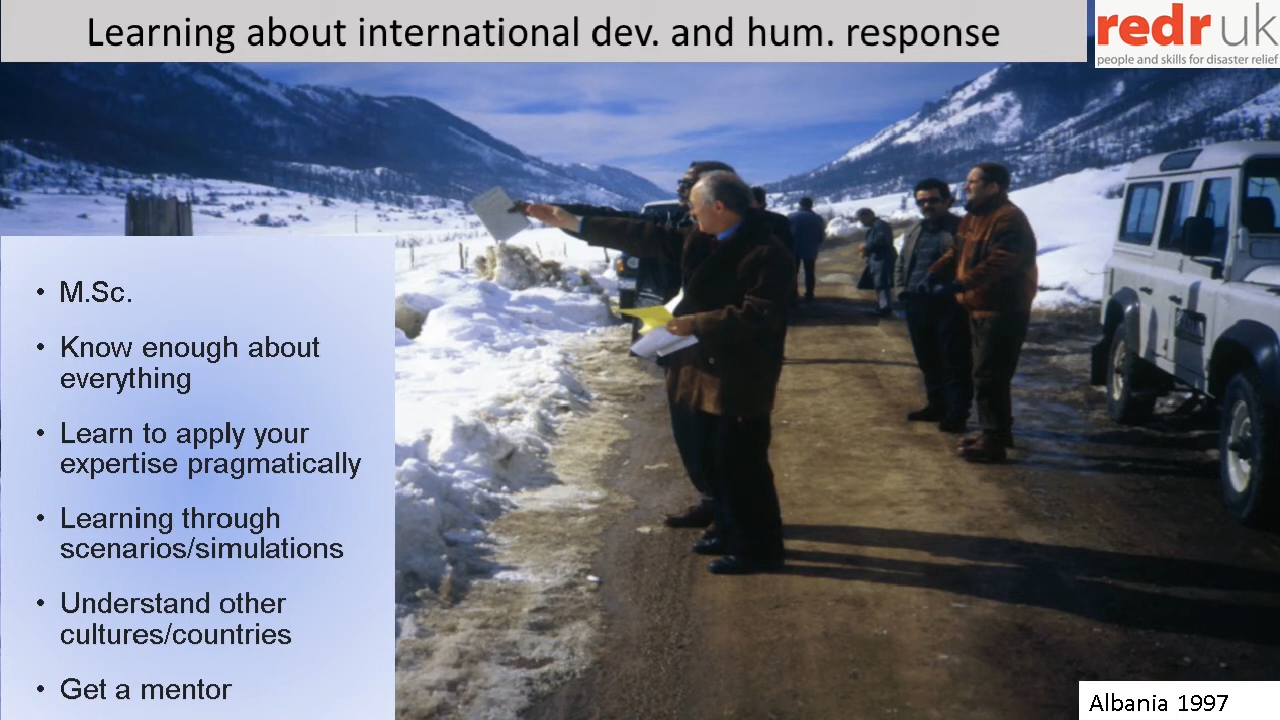 Learning about international dev. and hum. response
redr uk
people and skills for disaster relief
• M.Sc.
• Know enough about
everything
• Learn to apply your
expertise pragmatically
• Learning through
scenarios/simulations
• Understand other
cultures/countries
• Get a mentor
Albania 1997